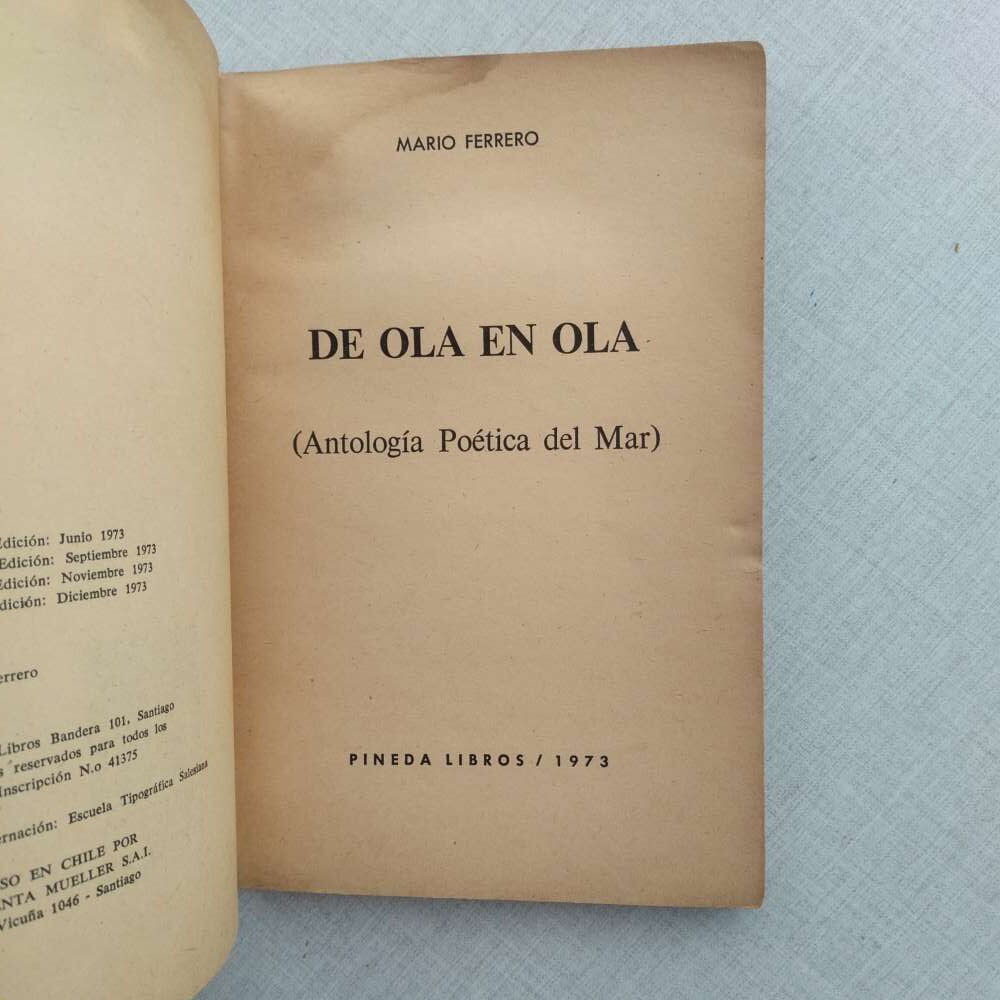 Edición: Junio 1973
Edición: Septiembre 1973
Edición: Noviembre 1973
dición: Diciembre 1973
errero
Libros Bandera 101, Santiago
s reservados para todos los
Inscripción N.o 41375
ernación: Escuela Tipográfica Salesiana
SO EN CHILE POR
ENTA MUELLER S.A.I.
Vicuña 1046 - Santiago
MARIO FERRERO
DE OLA EN OLA
(Antología Poética del Mar)
PINEDA LIBROS / 1973